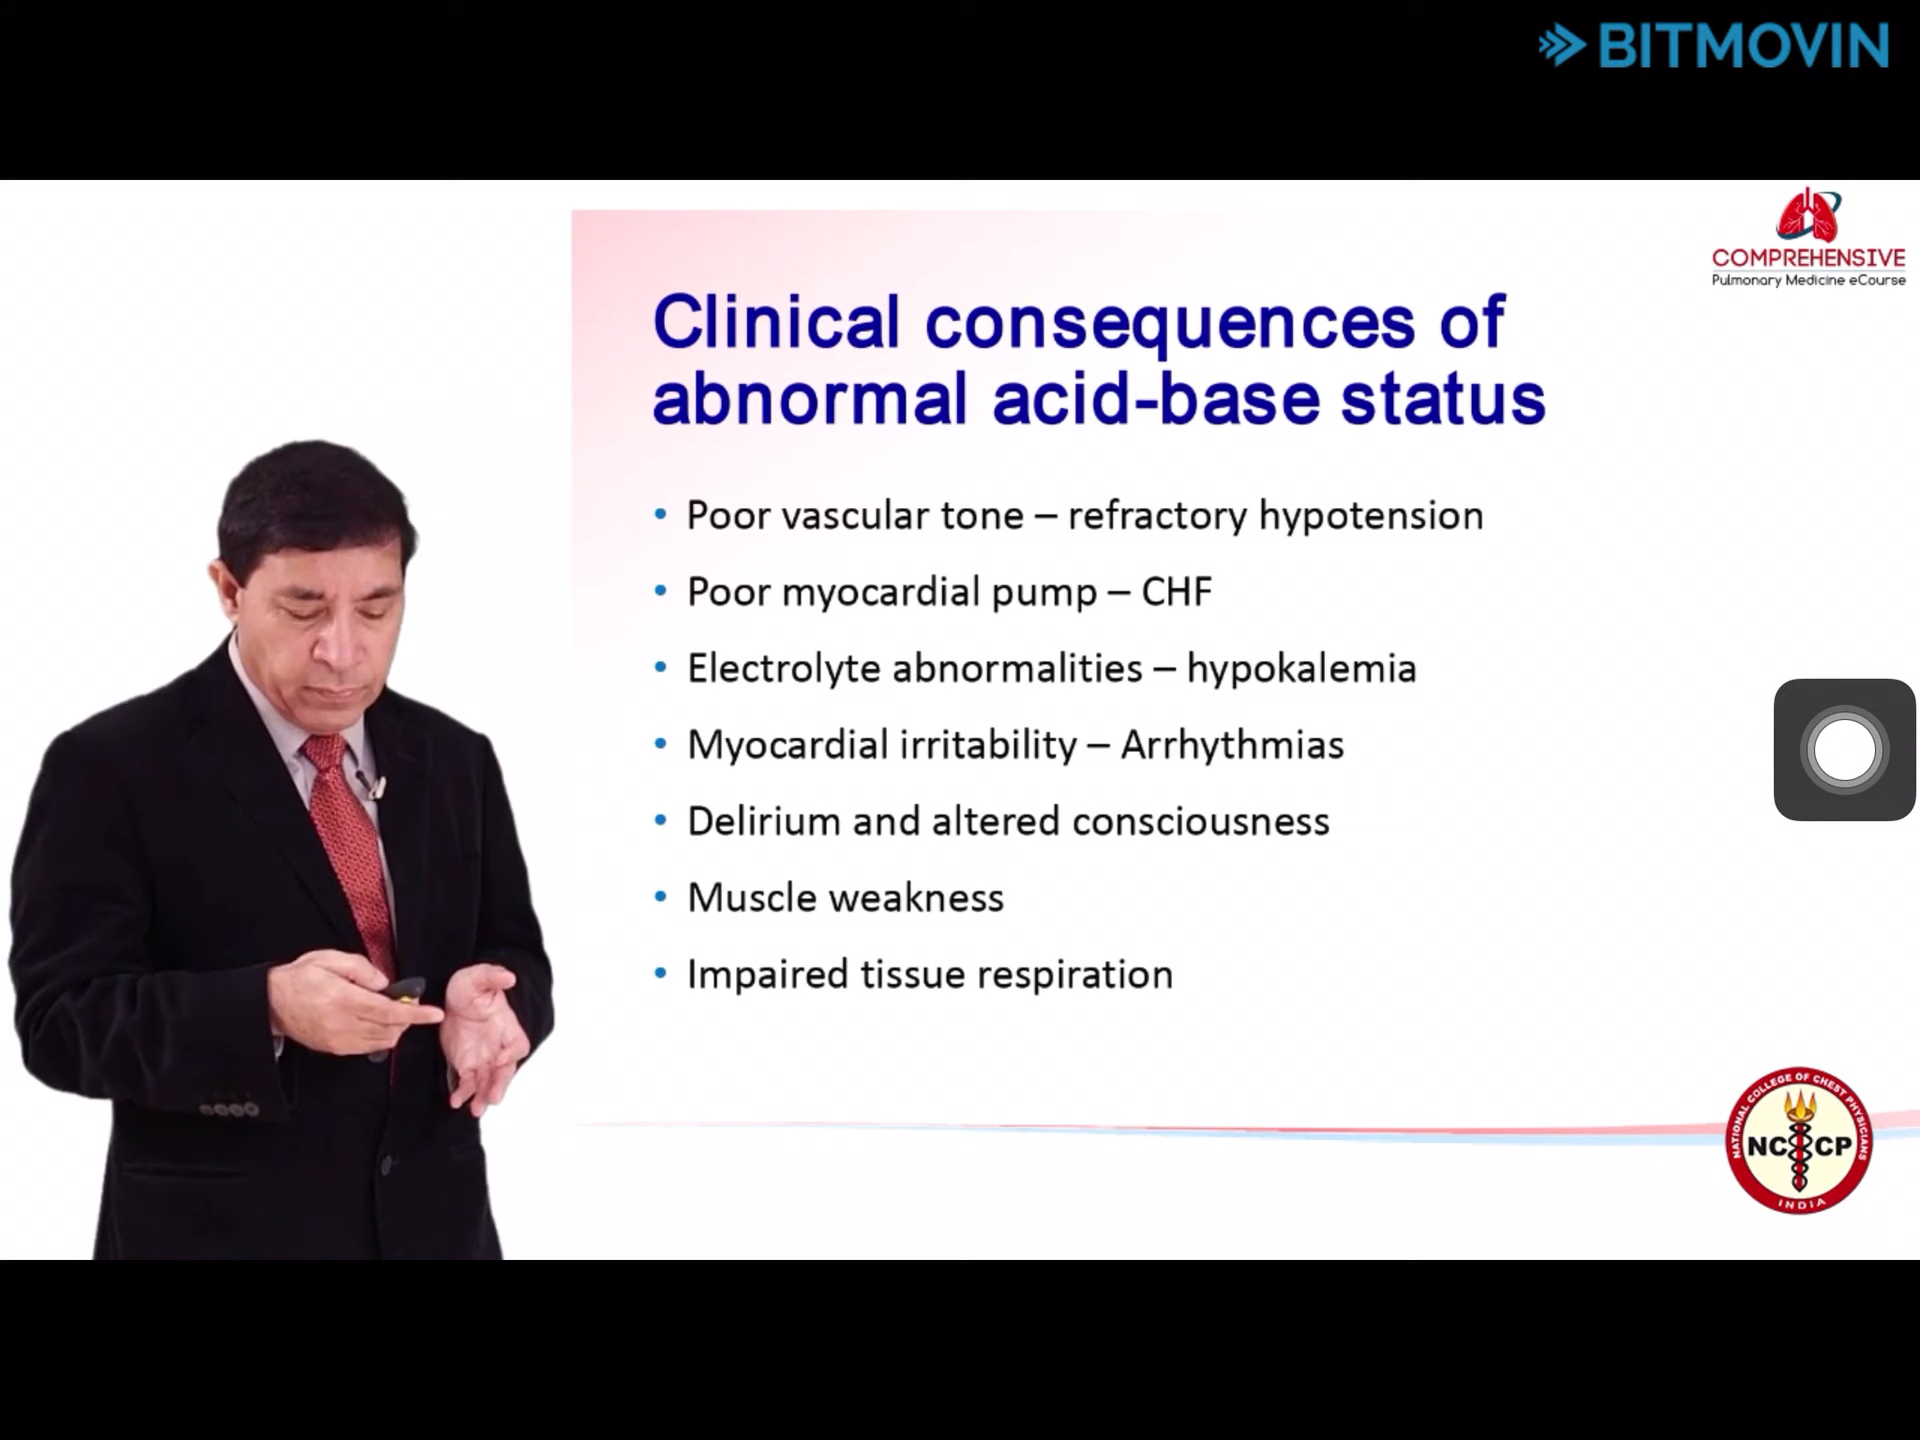 BITMOVIN
COMPREHENSIVE
Pulmonary Medicine eCourse
Clinical consequences of
abnormal acid-base status
• Poor vascular tone – refractory hypotension
• Poor myocardial pump – CHF
• Electrolyte abnormalities – hypokalemia
• Myocardial irritability – Arrhythmias
• Delirium and altered consciousness
• Muscle weakness
• Impaired tissue respiration
NATIONAL COLLEGE OF CHEST PHYSICIANS
NCCP
INDIA